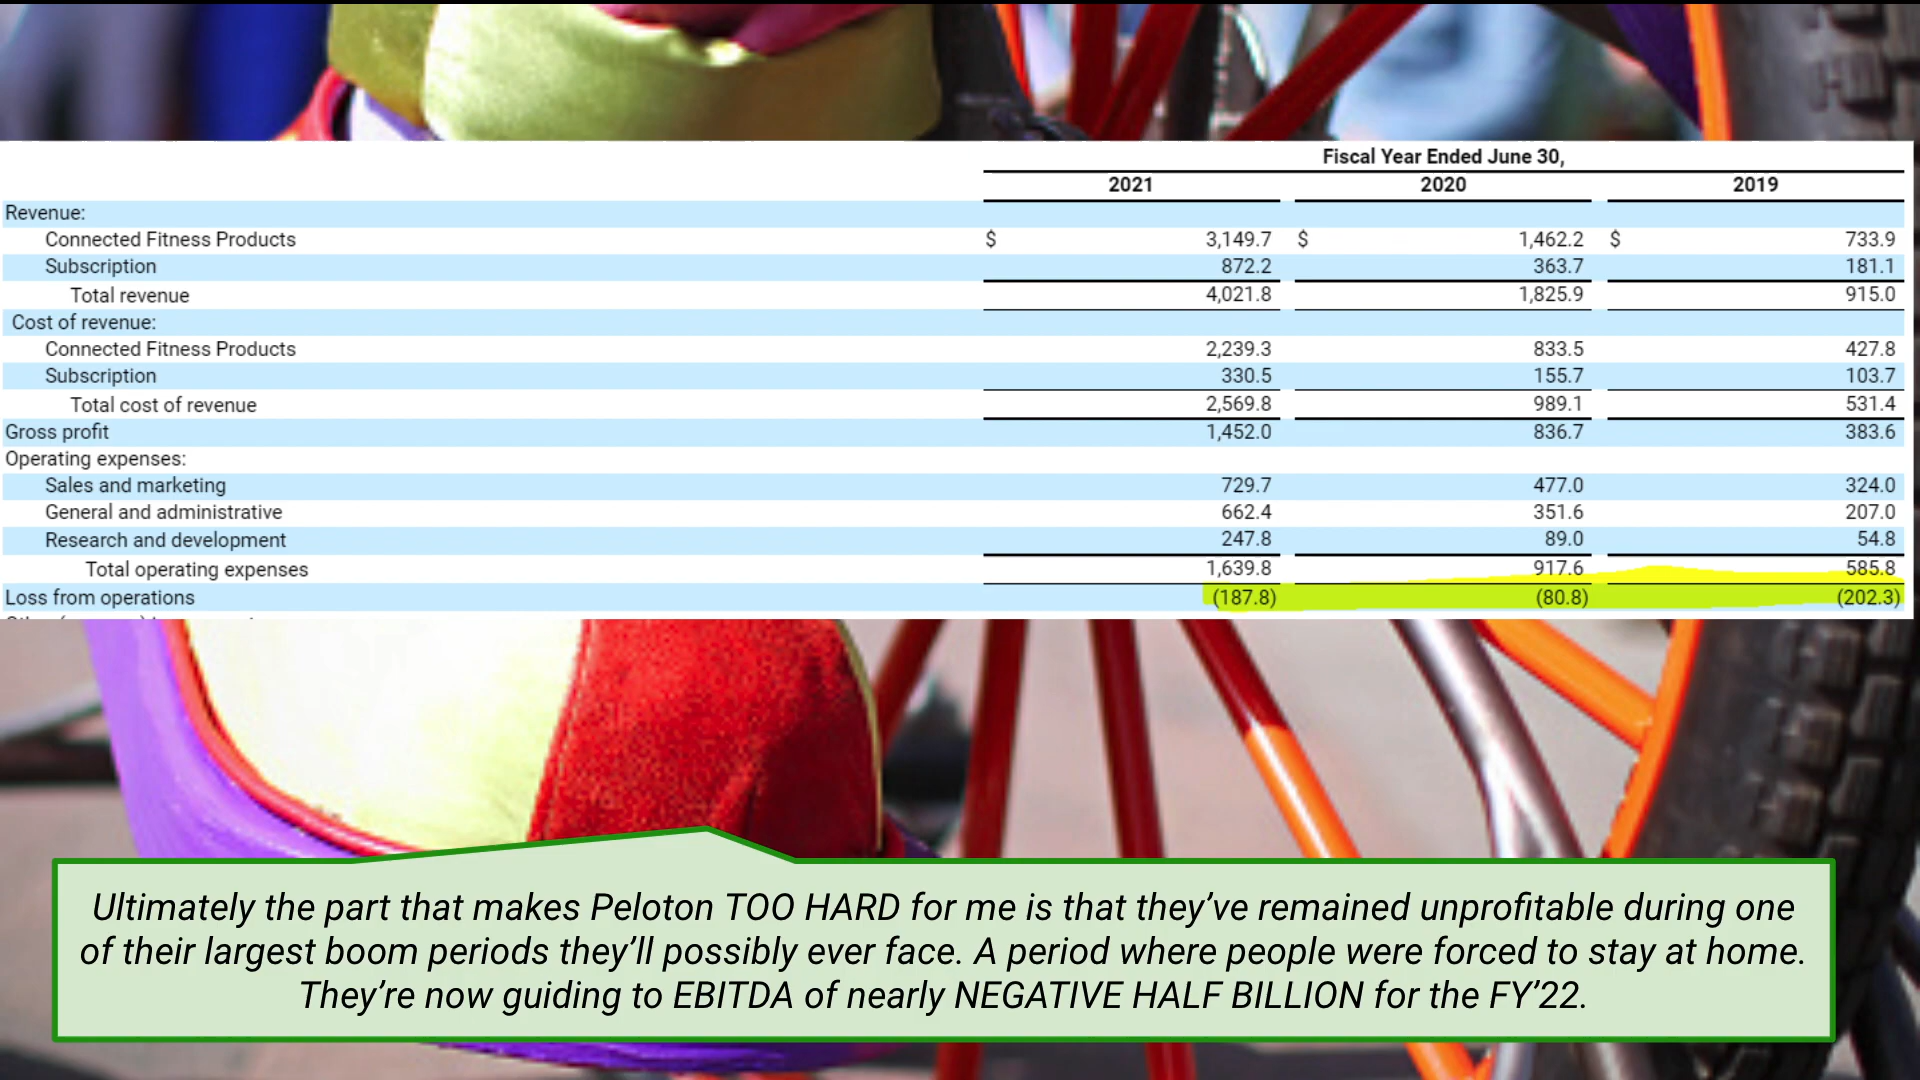 Fiscal Year Ended June 30,
2021 2020 2019
Revenue:
Connected Fitness Products $ 3,149.7 $ 1,462.2 $ 733.9
Subscription 872.2 363.7 181.1
Total revenue 4,021.8 1,825.9 915.0
Cost of revenue:
Connected Fitness Products 2,239.3 833.5 427.8
Subscription 330.5 155.7 103.7
Total cost of revenue 2,569.8 989.1 531.4
Gross profit 1,452.0 836.7 383.6
Operating expenses:
Sales and marketing 729.7 477.0 324.0
General and administrative 662.4 351.6 207.0
Research and development 247.8 89.0 54.8
Total operating expenses 1,639.8 917.6 585.8
Loss from operations (187.8) (80.8) (202.3)
Ultimately the part that makes Peloton TOO HARD for me is that they’ve remained unprofitable during one
of their largest boom periods they’ll possibly ever face. A period where people were forced to stay at home.
They’re now guiding to EBITDA of nearly NEGATIVE HALF BILLION for the FY’22.